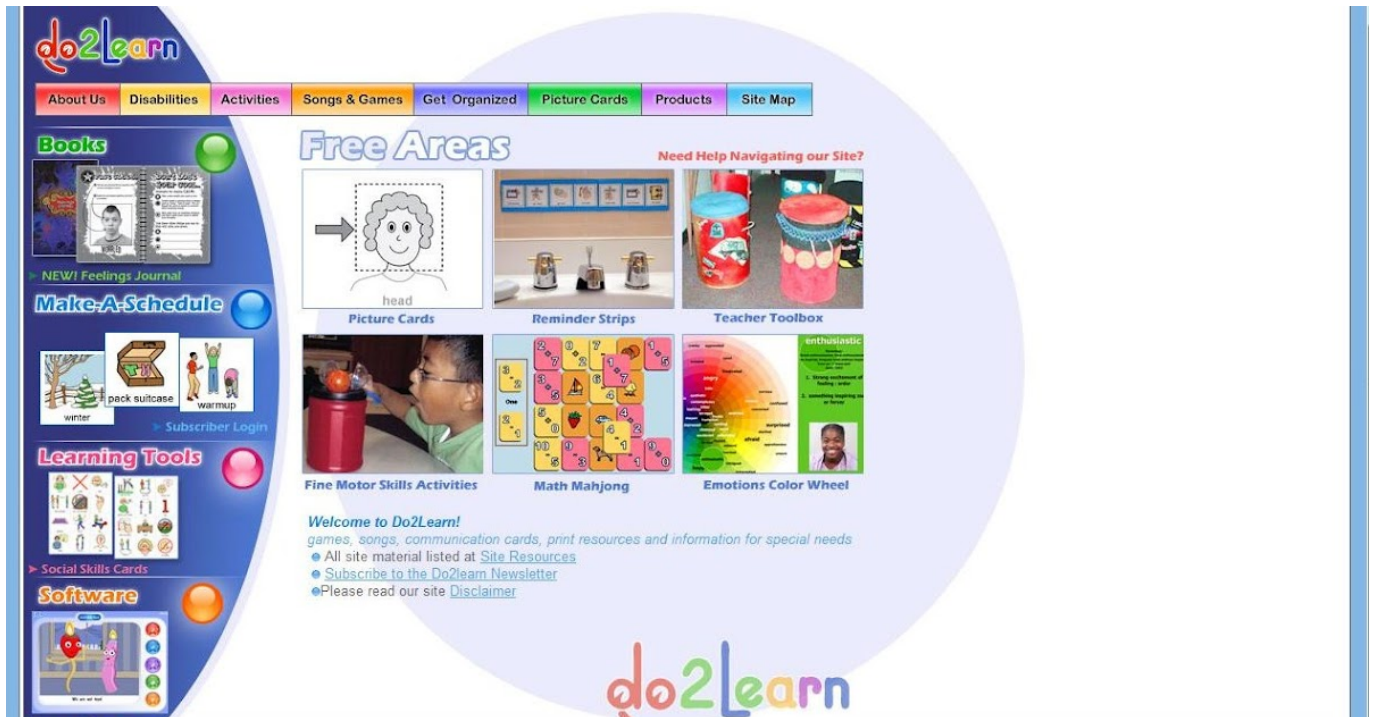 do2Learn
About Us Disabilities Activities Songs & Games Get Organized Picture Cards Products Site Map
Books
NEW! Feelings Journal
Make-A-Schedule
winter
pack suitcase
warmup
Subscriber Login
Learning Tools
Social Skills Cards
Software
Free Areas
Need Help Navigating our Site?
head
Picture Cards
Reminder Strips
Teacher Toolbox
enthusiastic
angry
surprised
afraid
Fine Motor Skills Activities
Math Mahjong
Emotions Color Wheel
Welcome to Do2Learn!
games, songs, communication cards, print resources and information for special needs
All site material listed at Site Resources
Subscribe to the Do2learn Newsletter
Please read our site Disclaimer
do2Learn